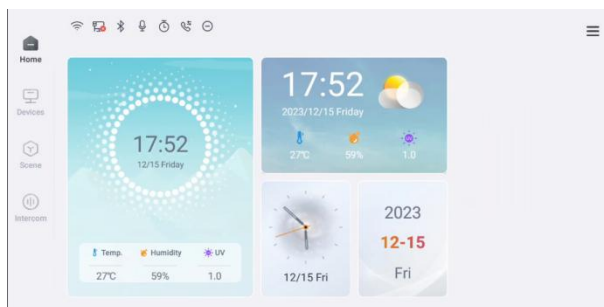 Home
Devices
Scene
Intercom
17:52
12/15 Friday
Temp.
Humidity
UV
27℃
59%
1.0
17:52
2023/12/15 Friday
27℃
59%
1.0
12/15 Fri
2023
12-15
Fri